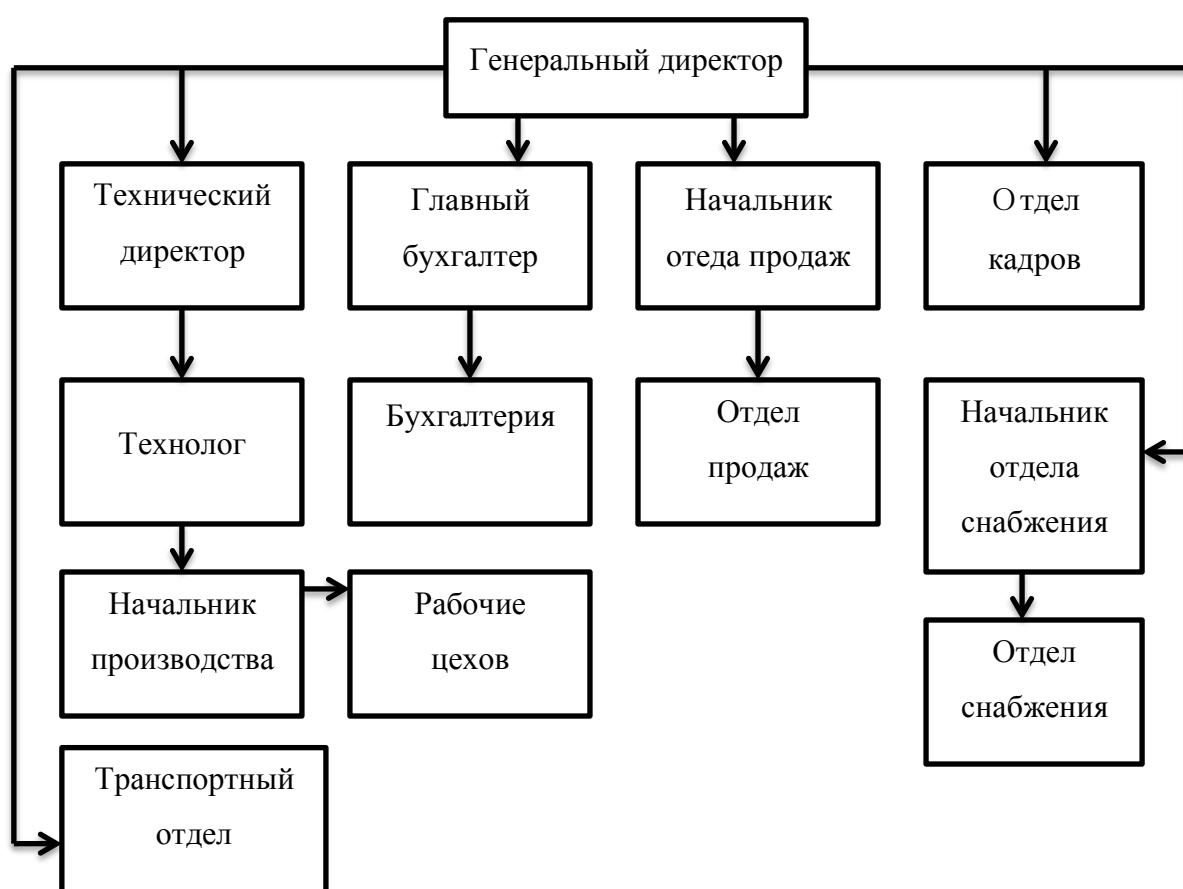 Генеральный директор
Технический
директор
Главный
бухгалтер
Начальник
отеда продаж
Отдел
кадров
Технолог
Бухгалтерия
Отдел
продаж
Начальник
отдела
снабжения
Начальник
производства
Рабочие
цехов
Отдел
снабжения
Транспортный
отдел